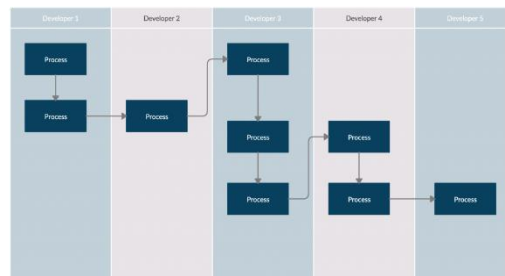 Developer 1
Developer 2
Developer 3
Developer 4
Developer 5
Process
Process
Process
Process
Process
Process
Process
Process
Process